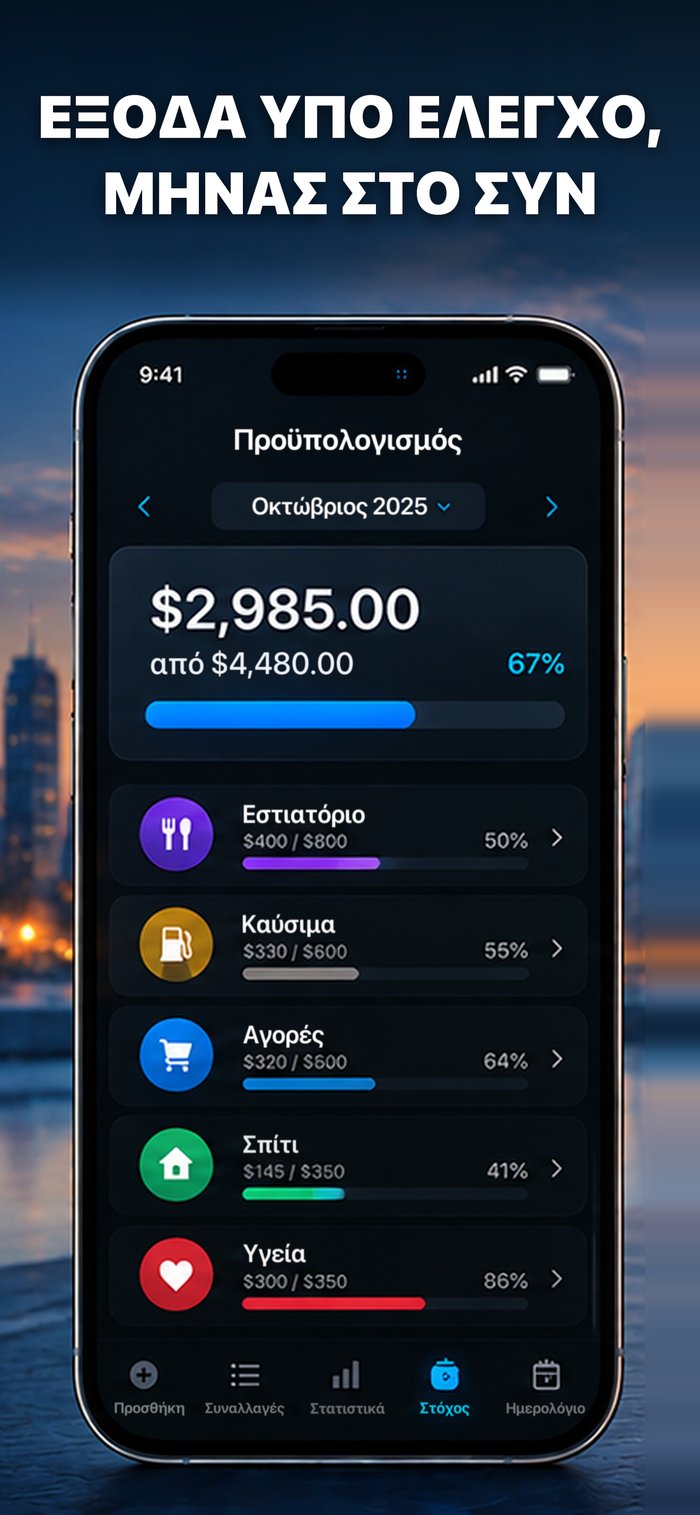 ΕΞΟΔΑ ΥΠΟ ΕΛΕΓΧΟ,
ΜΗΝΑΣ ΣΤΟ ΣΥΝ
9:41
Προϋπολογισμός
Οκτώβριος 2025
$2,985.00
από $4,480.00
67%
Εστιατόριο
$400 / $800
50%
Καύσιμα
$330 / $600
55%
Αγορές
$320 / $600
64%
Σπίτι
$145 / $350
41%
Υγεία
$300 / $350
86%
Προσθήκη
Συναλλαγές
Στατιστικά
Στόχος
Ημερολόγιο